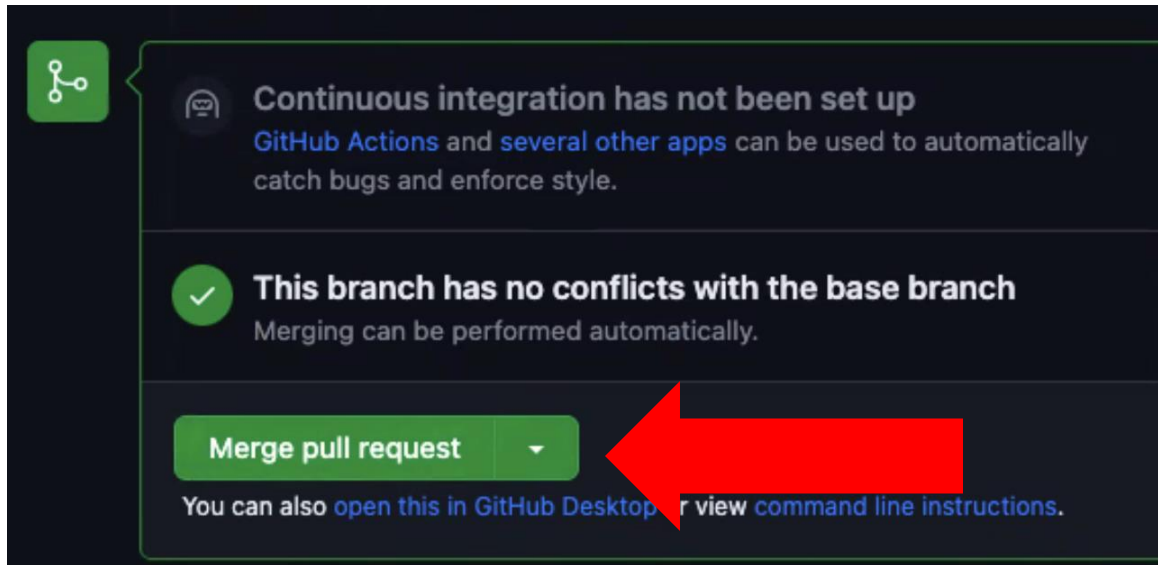 Continuous integration has not been set up
GitHub Actions and several other apps can be used to automatically
catch bugs and enforce style.
This branch has no conflicts with the base branch
Merging can be performed automatically.
Merge pull request
You can also open this in GitHub Desktop r view command line instructions.